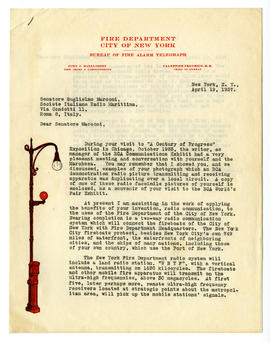 FIRE DEPARTMENT
CITY OF NEW YORK
BUREAU OF FIRE ALARM TELEGRAPH
New York, N. Y.,
April 19, 1937.
Senatore Guglielmo Marconi,
Societe Italiano Radio Marittima,
Via Condotti 11,
Rome 8, Italy.
Dear Senatore Marconi:
During your visit to "A Century of Progress"
Exposition in Chicago, October 1933, the writer, as
manager of the RCA Communications Exhibit had a very
pleasant meeting and conversation with yourself and the
Marchesa. You may remember that I showed you, and we
discussed, examples of your photograph which an RCA
Communications radio picture transmitting and receiving
apparatus was duplicating over a local circuit. A copy
of one of these radio facsimile pictures of yourself is
enclosed, as a souvenir of your visit to the RCA World's
Fair Exhibit.
At present I am assisting in the work of applying
the benefits of your invention, radio communication, to
the uses of the Fire Department of the City of New York.
Nearing completion is a two-way radio communication
system which will connect the fireboats of the City of
New York with Fire Department Headquarters. The New York
City fireboats protect, besides New York City's own
miles of waterfront, the waterfronts of neighboring
cities, and the ships of many nations, including those
of your own country, which use the Port of New York.
The New York Fire Department radio system will
include a land radio station, "W N Y F", with a vertical
antenna, transmitting on 1630 kilocycles. The fireboats
and other mobile fire apparatus will transmit on the
ultra-high frequencies, above 30 megacycles. At first
five, later perhaps more, remote ultra-high frequency
receivers located at strategic points about the metro-
politan area, will pick up the mobile stations' signals.